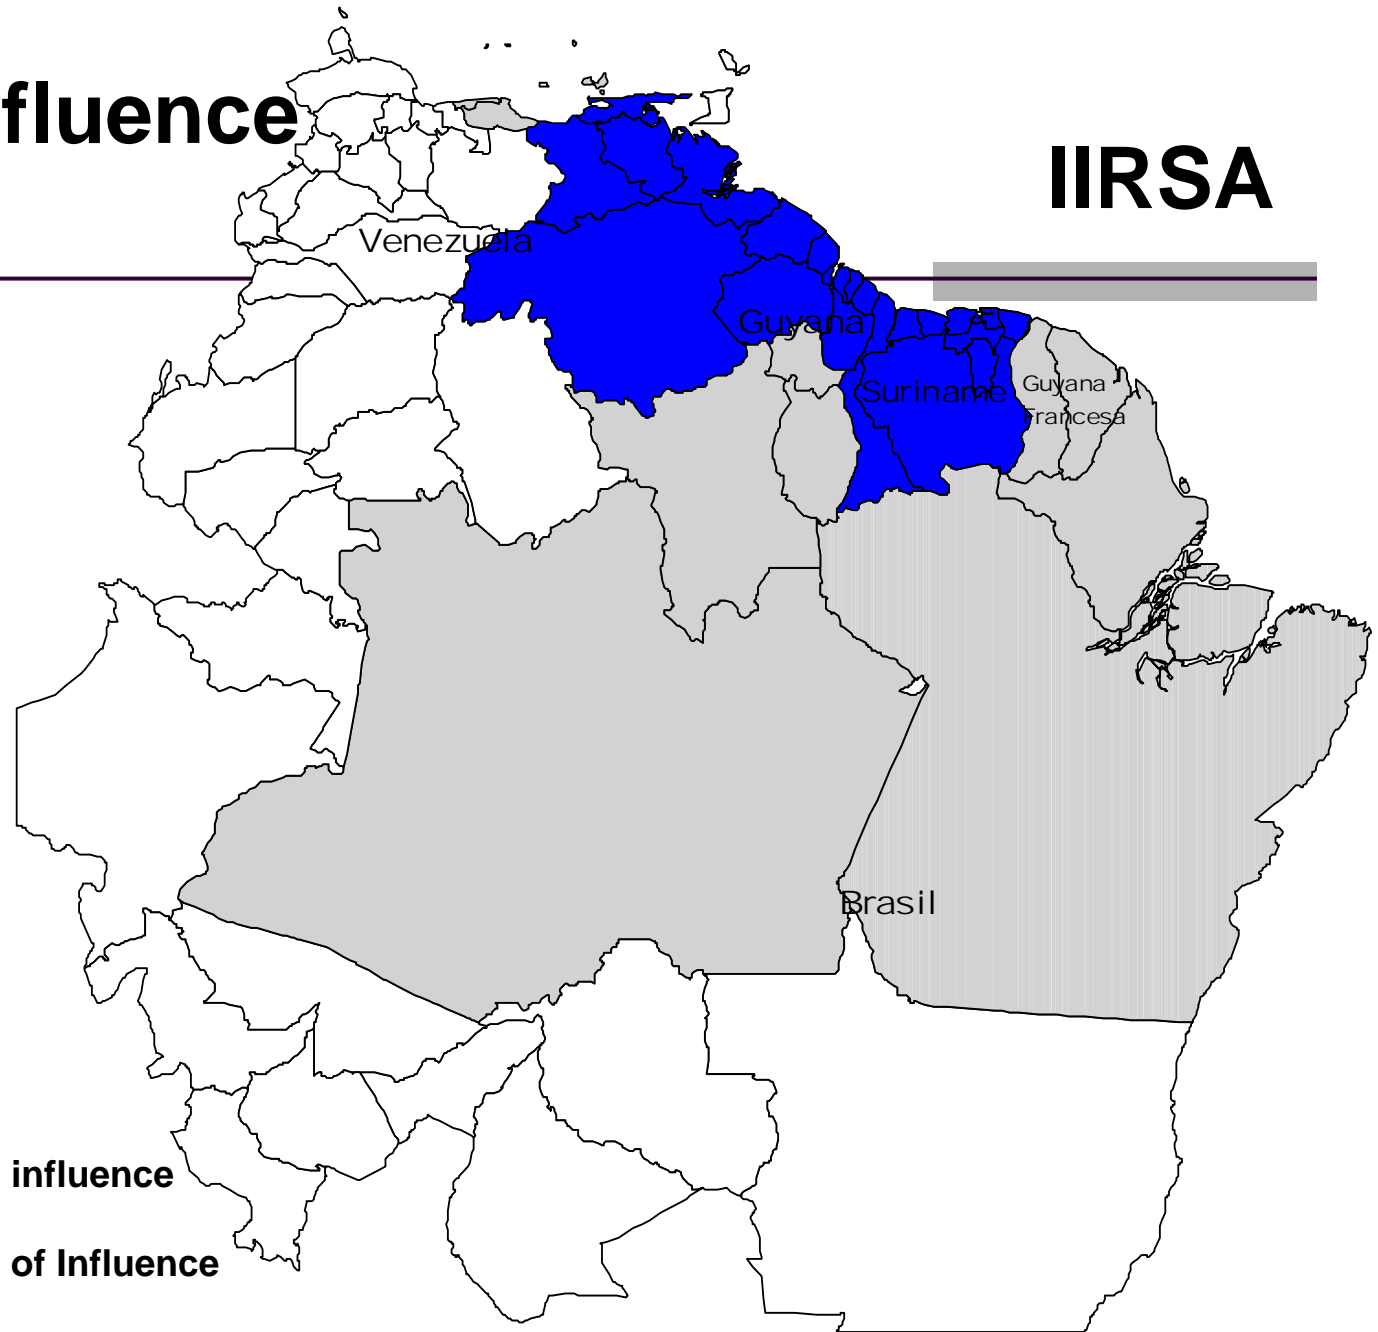 fluence
IIRSA
Venezuela
Guyana
Suriname
Guyana
Francesa
Brasil
influence
of Influence